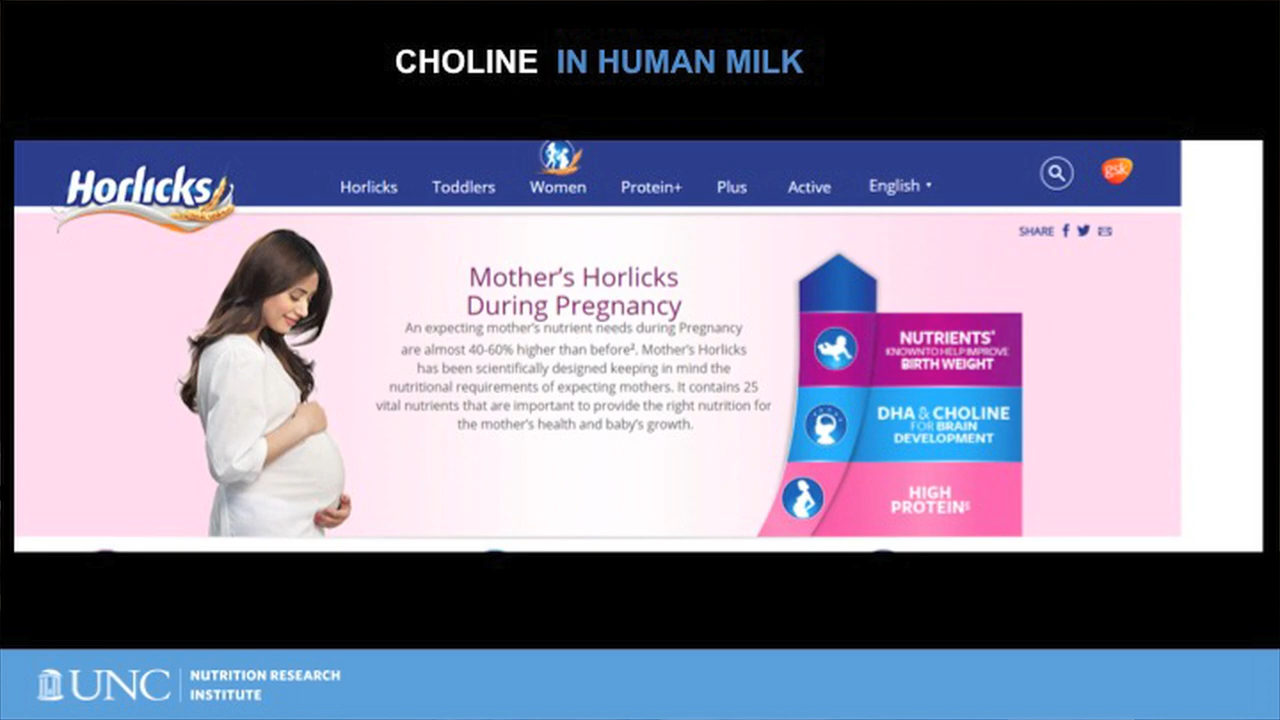 CHOLINE IN HUMAN MILK
Horlicks
Horlicks Toddlers Women Protein+ Plus Active English
gsk
SHARE
Mother's Horlicks
During Pregnancy
An expecting mother's nutrient needs during Pregnancy
are almost 40-60% higher than before². Mother's Horlicks
has been scientifically designed keeping in mind the
nutritional requirements of expecting mothers. It contains 25
vital nutrients that are important to provide the right nutrition for
the mother's health and baby's growth.
NUTRIENTS*
KNOWN TO HELP IMPROVE
BIRTH WEIGHT
DHA & CHOLINE
FOR BRAIN
DEVELOPMENT
HIGH
PROTEIN§
UNC
NUTRITION RESEARCH
INSTITUTE